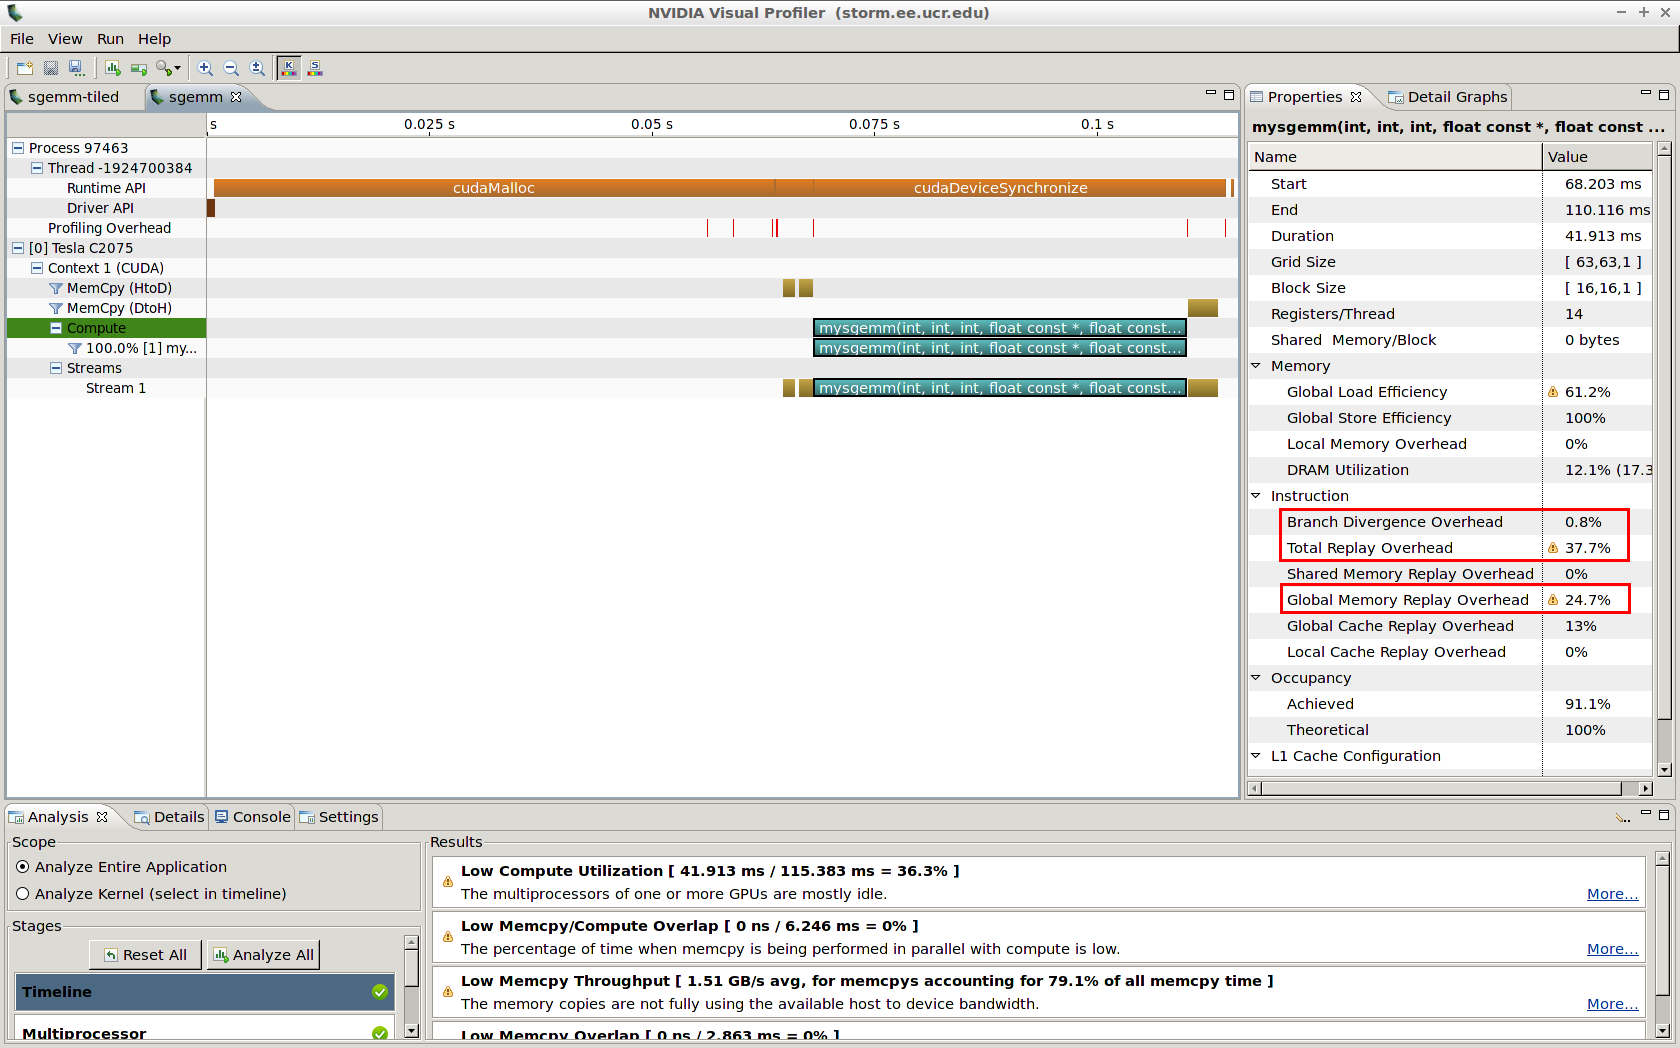 NVIDIA Visual Profiler (storm.ee.ucr.edu)
File View Run Help
sgemm-tiled
sgemm
s 0.025 s 0.05 s 0.075 s 0.1 s
Process 97463
Thread -1924700384
Runtime API
cudaMalloc cudaDeviceSynchronize
Driver API
Profiling Overhead
[0] Tesla C2075
Context 1 (CUDA)
MemCpy (HtoD)
MemCpy (DtoH)
Compute
mysgemm(int, int, int, float const *, float const...
100.0% [1] my...
mysgemm(int, int, int, float const *, float const...
Streams
Stream 1
mysgemm(int, int, int, float const *, float const...
Properties
Detail Graphs
mysgemm(int, int, int, float const *, float const ...
Name Value
Start 68.203 ms
End 110.116 ms
Duration 41.913 ms
Grid Size [ 63,63,1 ]
Block Size [ 16,16,1 ]
Registers/Thread 14
Shared Memory/Block 0 bytes
Memory
Global Load Efficiency 61.2%
Global Store Efficiency 100%
Local Memory Overhead 0%
DRAM Utilization 12.1% (17.3
Instruction
Branch Divergence Overhead 0.8%
Total Replay Overhead 37.7%
Shared Memory Replay Overhead 0%
Global Memory Replay Overhead 24.7%
Global Cache Replay Overhead 13%
Local Cache Replay Overhead 0%
Occupancy
Achieved 91.1%
Theoretical 100%
L1 Cache Configuration
Analysis
Details
Console
Settings
Scope
Analyze Entire Application
Analyze Kernel (select in timeline)
Stages
Reset All
Analyze All
Timeline
Multiprocessor
Results
Low Compute Utilization [ 41.913 ms / 115.383 ms = 36.3% ]
The multiprocessors of one or more GPUs are mostly idle.
More...
Low Memcpy/Compute Overlap [ 0 ns / 6.246 ms = 0% ]
The percentage of time when memcpy is being performed in parallel with compute is low.
More...
Low Memcpy Throughput [ 1.51 GB/s avg, for memcpys accounting for 79.1% of all memcpy time ]
The memory copies are not fully using the available host to device bandwidth.
More...
Low Memcpy Overlap [ 0 ns / 2.863 ms = 0% ]